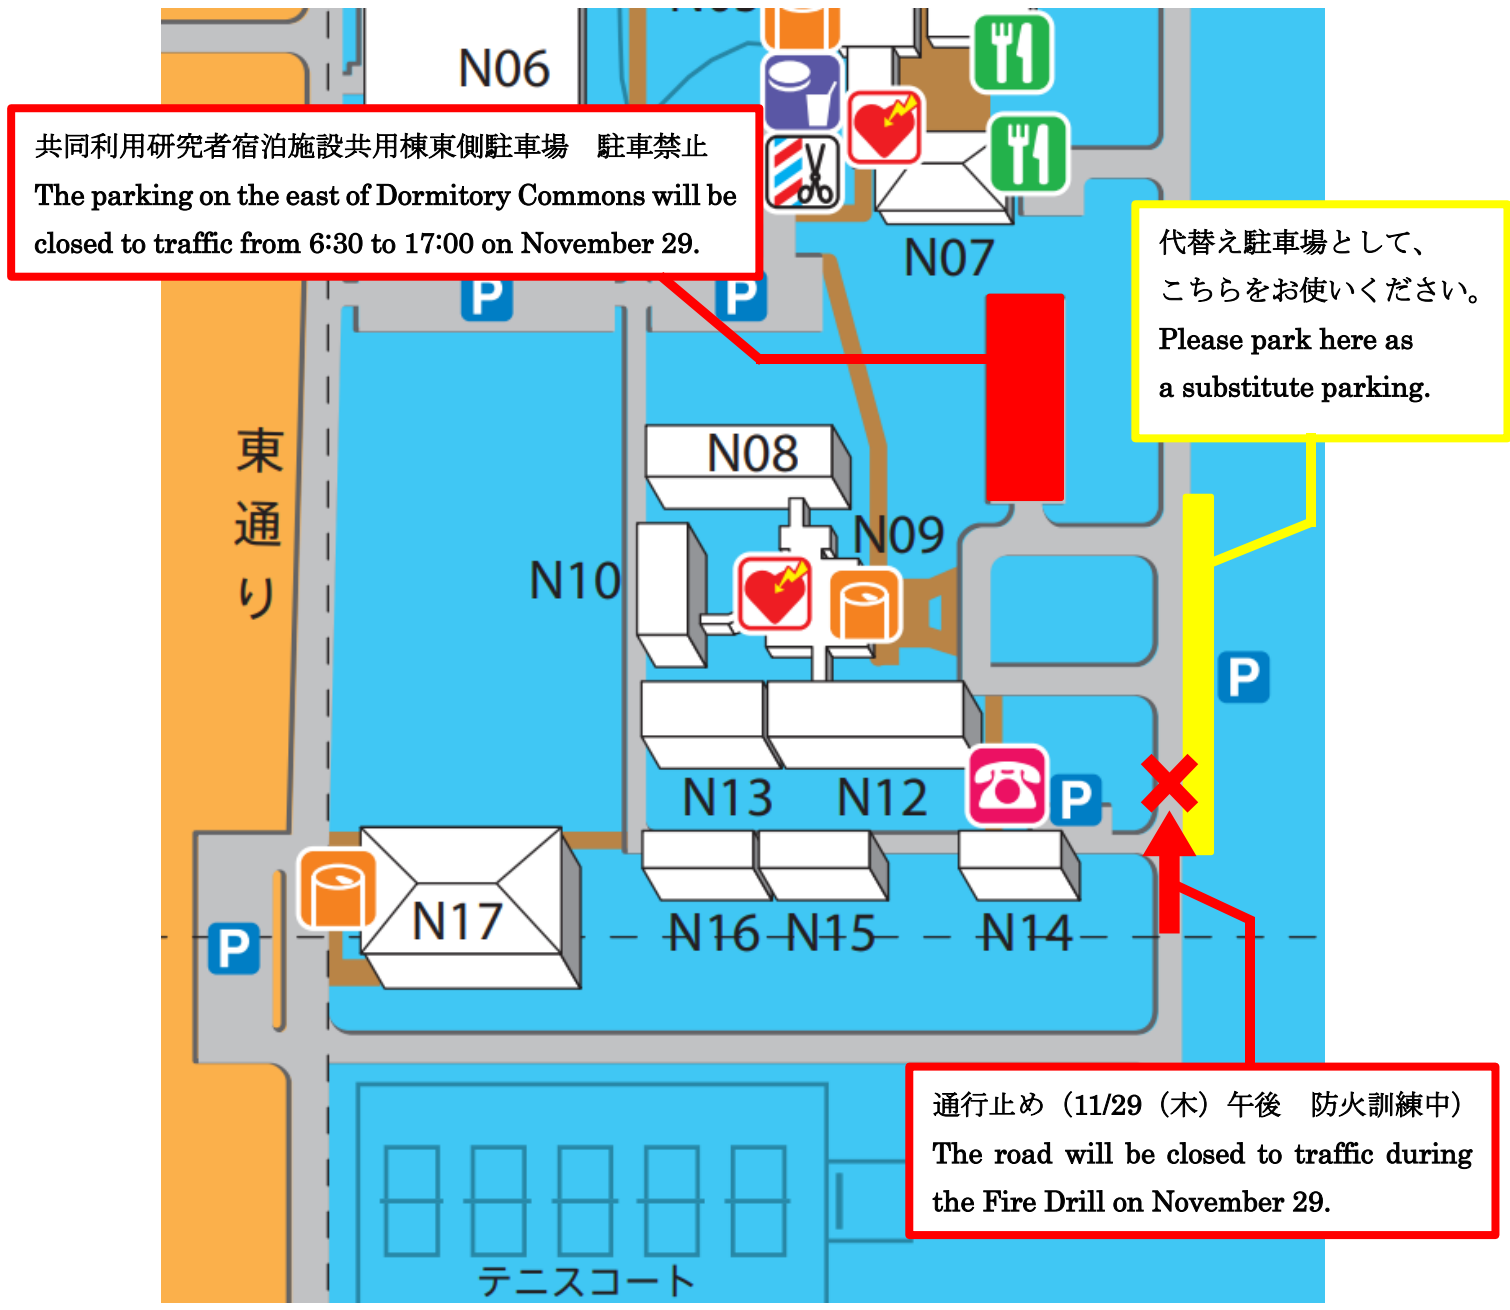 N06
共同利用研究者宿泊施設共用棟東側駐車場　駐車禁止
The parking on the east of Dormitory Commons will be
closed to traffic from 6:30 to 17:00 on November 29.
N07
代替え駐車場として、
こちらをお使いください。
Please park here as
a substitute parking.
P
P
東通り
N08
N09
N10
P
N13
N12
P
N17
P
N16
N15
N14
通行止め（11/29（木）午後　防火訓練中）
The road will be closed to traffic during
the Fire Drill on November 29.
テニスコート